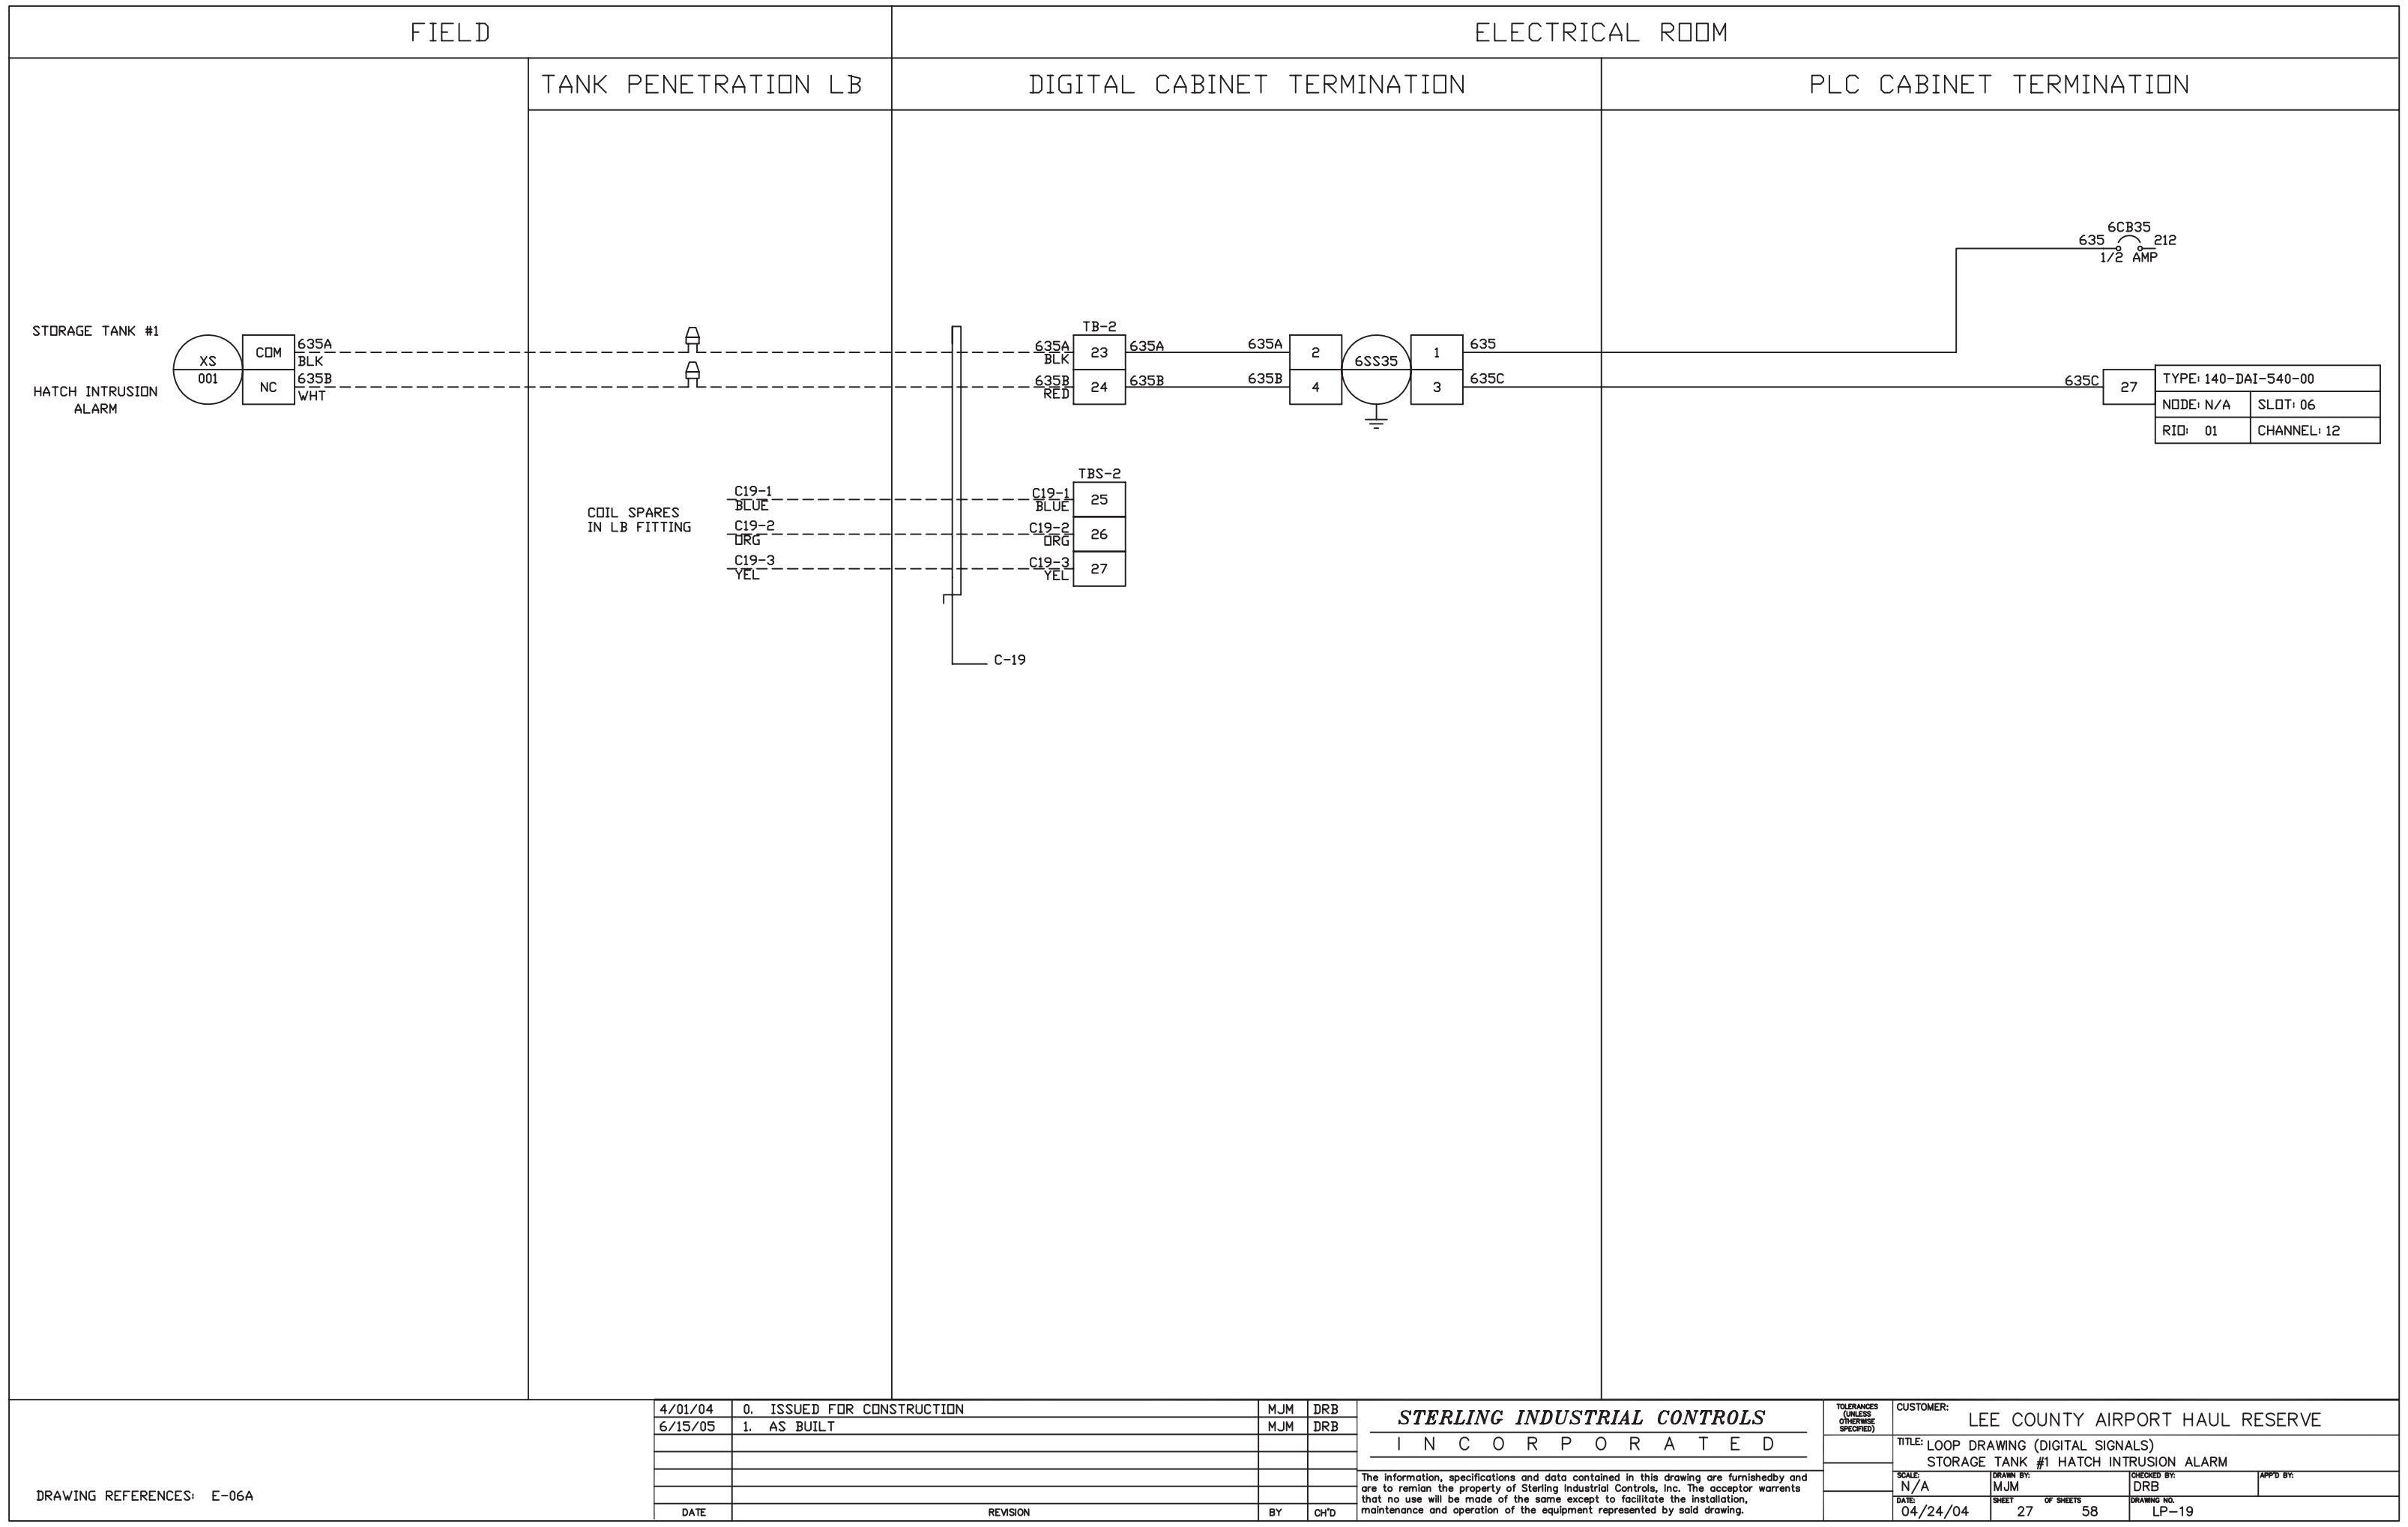 FIELD
ELECTRICAL ROOM
TANK PENETRATION LB
DIGITAL CABINET TERMINATION
PLC CABINET TERMINATION
6CB35
635
212
1/2 AMP
STORAGE TANK #1
HATCH INTRUSION
ALARM
XS
001
COM
NC
635A
BLK
635B
WHT
TB-2
635A
BLK
23
635A
635B
RED
24
635B
635A
2
635B
4
6SS35
1
635
3
635C
635C
27
TYPE: 140-DAI-540-00
NODE: N/A
SLOT: 06
RIO: 01
CHANNEL: 12
COIL SPARES
IN LB FITTING
C19-1
BLUE
C19-2
ORG
C19-3
YEL
TBS-2
C19-1
BLUE
25
C19-2
ORG
26
C19-3
YEL
27
C-19
DRAWING REFERENCES: E-06A
4/01/04 0. ISSUED FOR CONSTRUCTION MJM DRB
6/15/05 1. AS BUILT MJM DRB
DATE REVISION BY CH'D
STERLING INDUSTRIAL CONTROLS
INCORPORATED
The information, specifications and data contained in this drawing are furnishedby and
are to remian the property of Sterling Industrial Controls, Inc. The acceptor warrents
that no use will be made of the same except to facilitate the installation,
maintenance and operation of the equipment represented by said drawing.
TOLERANCES
(UNLESS
OTHERWISE
SPECIFIED)
CUSTOMER:
LEE COUNTY AIRPORT HAUL RESERVE
TITLE: LOOP DRAWING (DIGITAL SIGNALS)
STORAGE TANK #1 HATCH INTRUSION ALARM
SCALE:
N/A
DRAWN BY:
MJM
CHECKED BY:
DRB
APP'D BY:
DATE:
04/24/04
SHEET 27 OF SHEETS 58
DRAWING NO.
LP-19